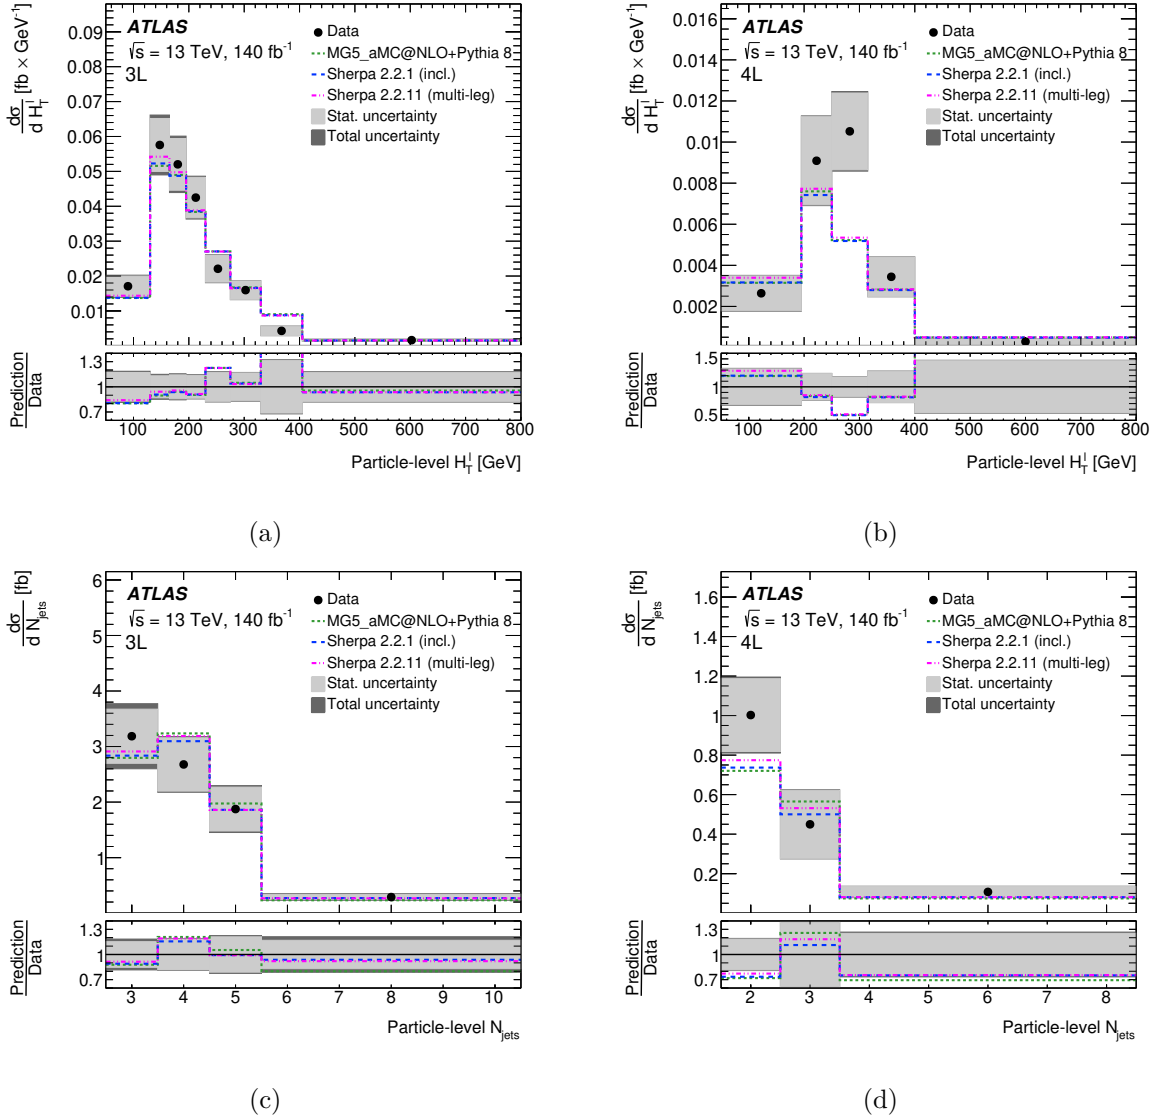 ATLAS
√s = 13 TeV, 140 fb⁻¹
3L
Data
MG5_aMC@NLO+Pythia 8
Sherpa 2.2.1 (incl.)
Sherpa 2.2.11 (multi-leg)
Stat. uncertainty
Total uncertainty
dσ
d H_T^l
[fb × GeV⁻¹]
0.09
0.08
0.07
0.06
0.05
0.04
0.03
0.02
0.01
Prediction
Data
1.3
1
0.7
100 200 300 400 500 600 700 800
Particle-level H_T^l [GeV]
(a)
ATLAS
√s = 13 TeV, 140 fb⁻¹
4L
Data
MG5_aMC@NLO+Pythia 8
Sherpa 2.2.1 (incl.)
Sherpa 2.2.11 (multi-leg)
Stat. uncertainty
Total uncertainty
dσ
d H_T^l
[fb × GeV⁻¹]
0.016
0.014
0.012
0.01
0.008
0.006
0.004
0.002
Prediction
Data
1.5
1
0.5
100 200 300 400 500 600 700 800
Particle-level H_T^l [GeV]
(b)
ATLAS
√s = 13 TeV, 140 fb⁻¹
3L
Data
MG5_aMC@NLO+Pythia 8
Sherpa 2.2.1 (incl.)
Sherpa 2.2.11 (multi-leg)
Stat. uncertainty
Total uncertainty
dσ
d N_jets
[fb]
6
5
4
3
2
1
Prediction
Data
1.3
1
0.7
3 4 5 6 7 8 9 10
Particle-level N_jets
(c)
ATLAS
√s = 13 TeV, 140 fb⁻¹
4L
Data
MG5_aMC@NLO+Pythia 8
Sherpa 2.2.1 (incl.)
Sherpa 2.2.11 (multi-leg)
Stat. uncertainty
Total uncertainty
dσ
d N_jets
[fb]
1.6
1.4
1.2
1
0.8
0.6
0.4
0.2
Prediction
Data
1.3
1
0.7
2 3 4 5 6 7 8
Particle-level N_jets
(d)